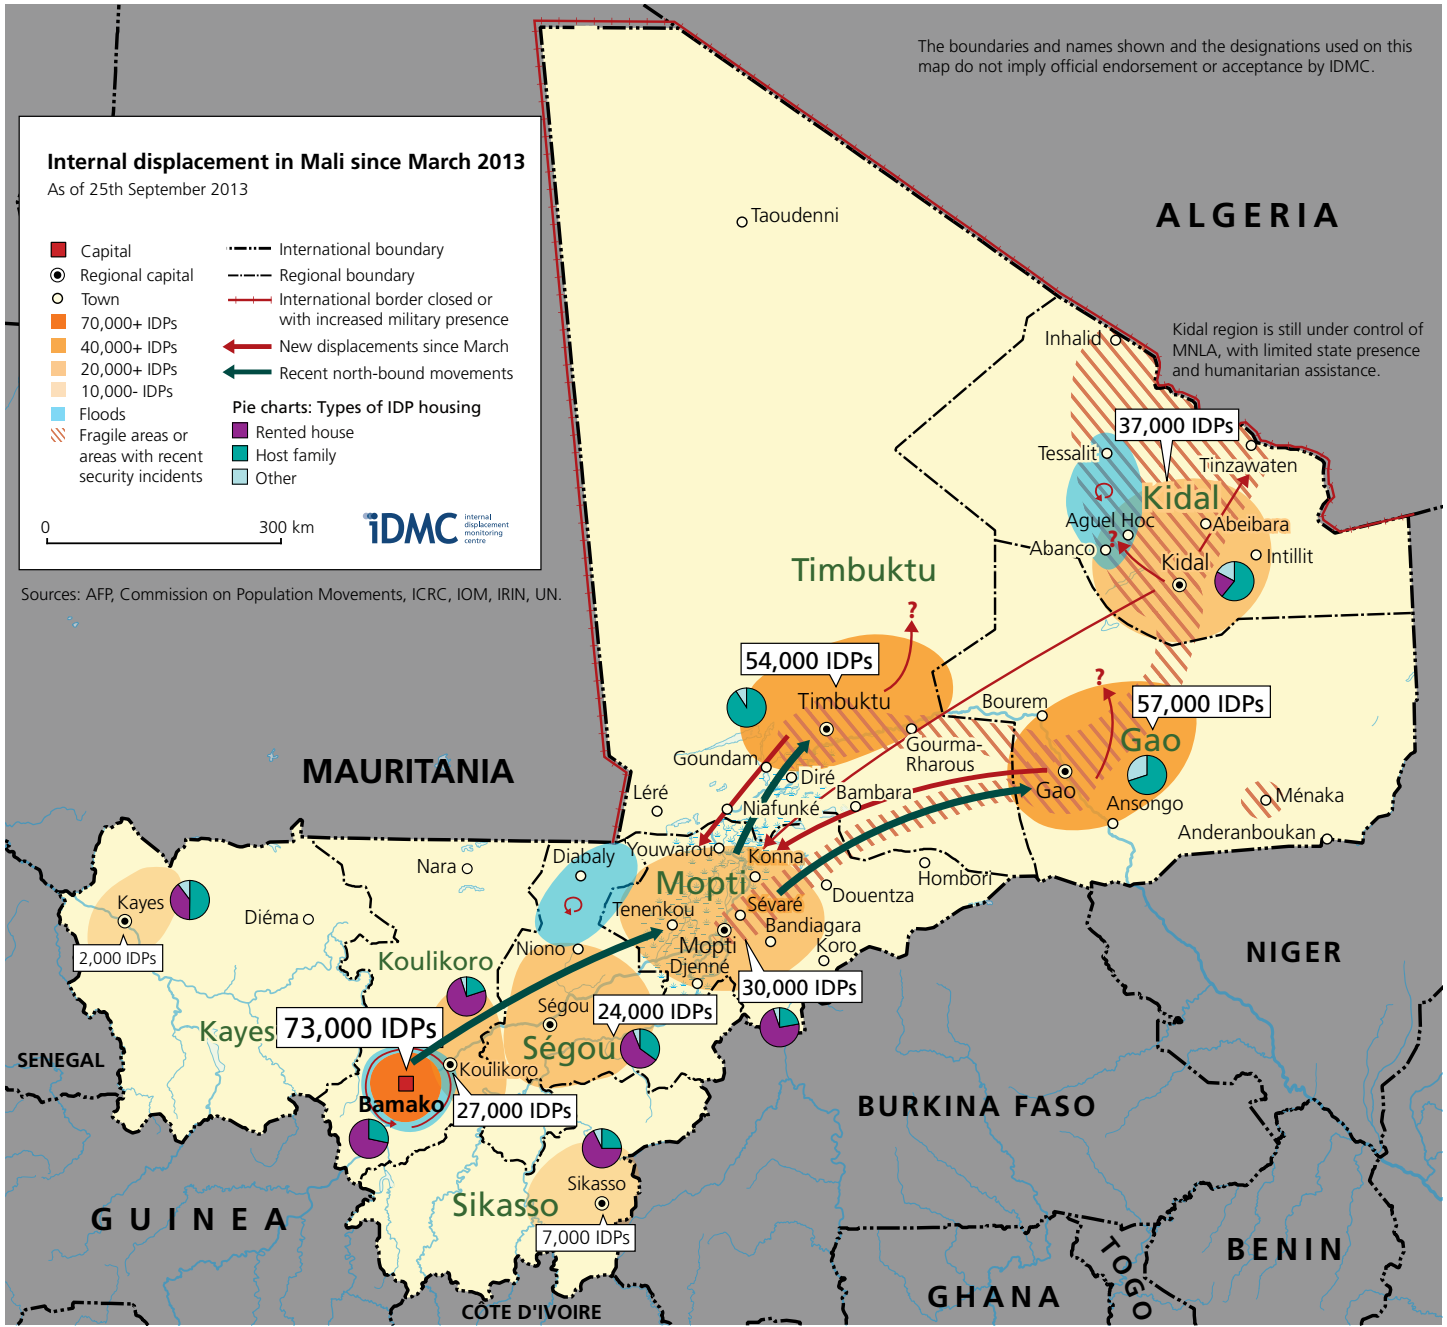 The boundaries and names shown and the designations used on this
map do not imply official endorsement or acceptance by IDMC.
Internal displacement in Mali since March 2013
As of 25th September 2013
Capital
Regional capital
Town
70,000+ IDPs
40,000+ IDPs
20,000+ IDPs
10,000- IDPs
Floods
Fragile areas or
areas with recent
security incidents
International boundary
Regional boundary
International border closed or
with increased military presence
New displacements since March
Recent north-bound movements
Pie charts: Types of IDP housing
Rented house
Host family
Other
0
300 km
iDMC
internal
displacement
monitoring
centre
Sources: AFP, Commission on Population Movements, ICRC, IOM, IRIN, UN.
ALGERIA
Taoudenni
Kidal region is still under control of
MNLA, with limited state presence
and humanitarian assistance.
Inhalid
37,000 IDPs
Tessalit
Tinzawaten
Kidal
Aguel Hoc
Abeibara
?
Abanco
Kidal
Intillit
Timbuktu
?
54,000 IDPs
Timbuktu
?
Bourem
57,000 IDPs
Gao
Gourma-
Rharous
Goundam
Diré
Gao
MAURITANIA
Léré
Bambara
Niafunké
Ansongo
Ménaka
Anderanboukan
Youwarou
Konna
Nara
Diabaly
Mopti
Hombori
Douentza
Kayes
Diéma
Tenenkou
Sévaré
Bandiagara
Mopti
Koro
Niono
Djenné
2,000 IDPs
Koulikoro
NIGER
30,000 IDPs
Ségou
24,000 IDPs
Kayes
73,000 IDPs
Ségou
SENEGAL
Koulikoro
Bamako
27,000 IDPs
BURKINA FASO
Sikasso
Sikasso
7,000 IDPs
GUINEA
CÔTE D'IVOIRE
GHANA
TOGO
BENIN